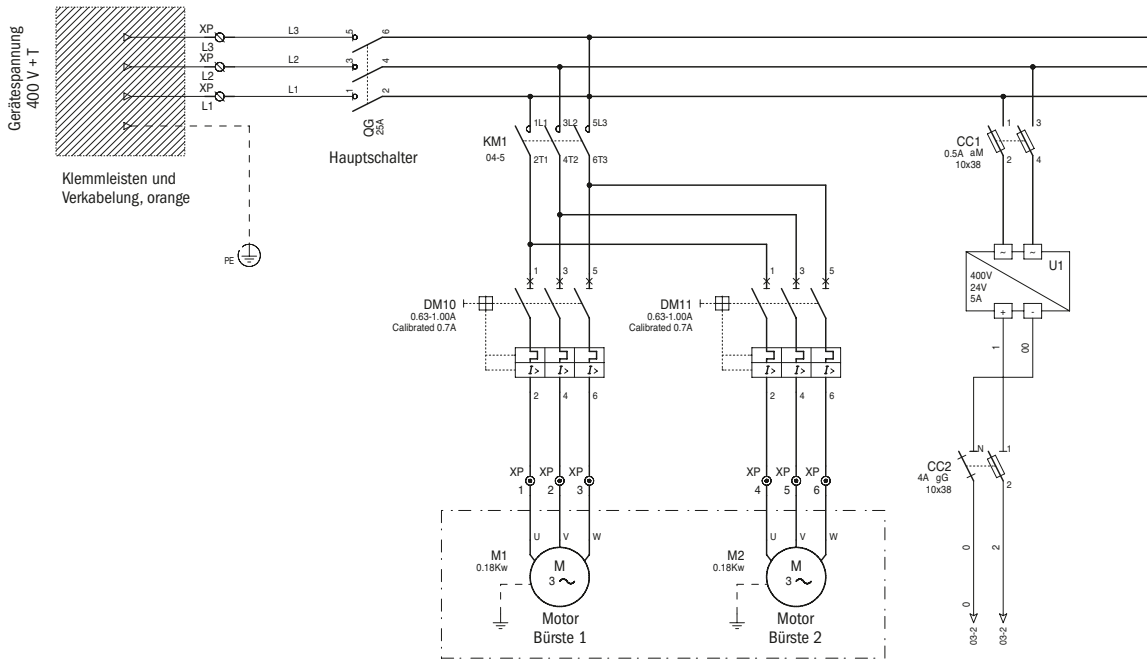 Gerätespannung
400 V + T
XP
L3
L3
5
6
XP
L2
L2
3
4
XP
L1
L1
1
2
QG
25A
Hauptschalter
Klemmleisten und
Verkabelung, orange
PE
KM1
04-5
1L1
3L2
5L3
2T1
4T2
6T3
CC1
0.5A aM
10x38
1
3
2
4
~
~
U1
400V
24V
5A
+
-
1
00
DM10
0.63-1.00A
Calibrated 0.7A
1
3
5
I>
I>
I>
2
4
6
DM11
0.63-1.00A
Calibrated 0.7A
1
3
5
I>
I>
I>
2
4
6
CC2
4A gG
10x38
N
1
2
XP
1
XP
2
XP
3
XP
4
XP
5
XP
6
U
V
W
M1
0.18Kw
M
3
Motor
Bürste 1
U
V
W
M2
0.18Kw
M
3
Motor
Bürste 2
0
2
0
03-2
03-2